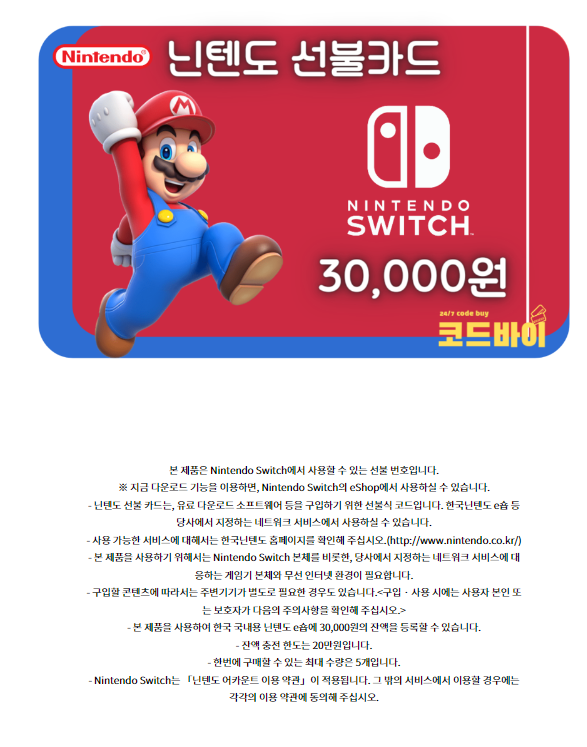 Nintendo 닌텐도 선불카드
NINTENDO
SWITCH
30,000원
24/7 code buy
코드바이
본 제품은 Nintendo Switch에서 사용할 수 있는 선불 번호입니다.
※ 지금 다운로드 기능을 이용하면, Nintendo Switch의 eShop에서 사용하실 수 있습니다.
- 닌텐도 선불 카드는, 유료 다운로드 소프트웨어 등을 구입하기 위한 선불식 코드입니다. 한국닌텐도 e숍 등
당사에서 지정하는 네트워크 서비스에서 사용하실 수 있습니다.
- 사용 가능한 서비스에 대해서는 한국닌텐도 홈페이지를 확인해 주십시오.(http://www.nintendo.co.kr/)
- 본 제품을 사용하기 위해서는 Nintendo Switch 본체를 비롯한, 당사에서 지정하는 네트워크 서비스에 대
응하는 게임기 본체와 무선 인터넷 환경이 필요합니다.
- 구입할 콘텐츠에 따라서는 주변기기가 별도로 필요한 경우도 있습니다.<구입ㆍ사용 시에는 사용자 본인 또
는 보호자가 다음의 주의사항을 확인해 주십시오.>
- 본 제품을 사용하여 한국 국내용 닌텐도 e숍에 30,000원의 잔액을 등록할 수 있습니다.
- 잔액 충전 한도는 20만원입니다.
- 한번에 구매할 수 있는 최대 수량은 5개입니다.
- Nintendo Switch는 「닌텐도 어카운트 이용 약관」이 적용됩니다. 그 밖의 서비스에서 이용할 경우에는
각각의 이용 약관에 동의해 주십시오.